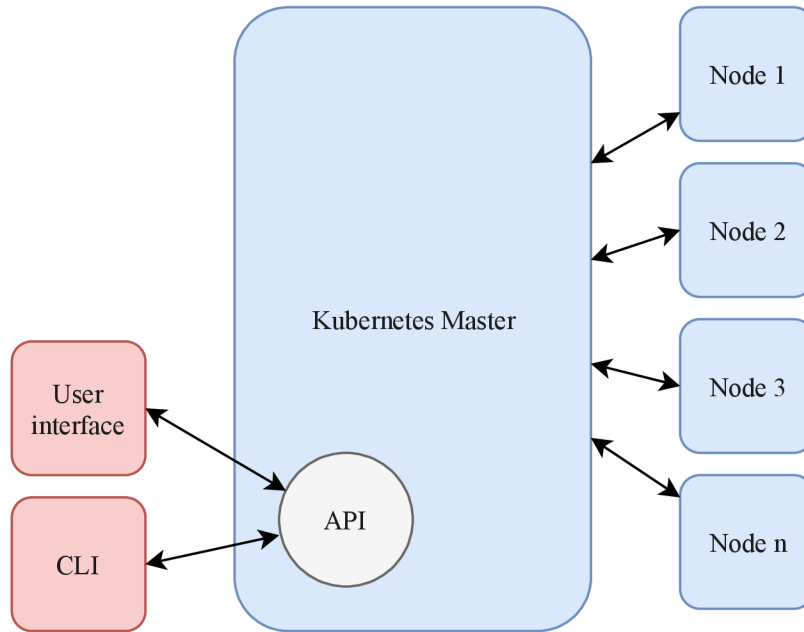 Node 1
Node 2
Kubernetes Master
Node 3
User
interface
API
Node n
CLI